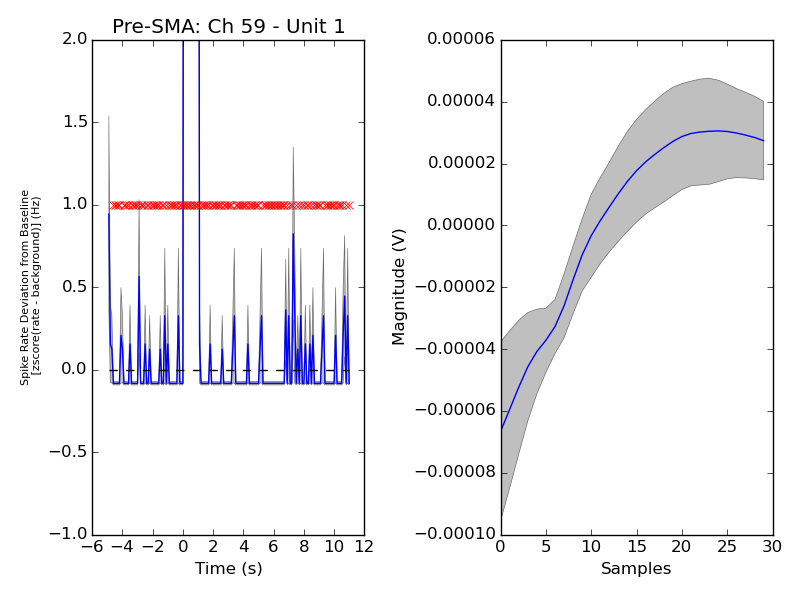 Pre-SMA: Ch 59 - Unit 1
2.0
1.5
1.0
0.5
0.0
−0.5
−1.0
Spike Rate Deviation from Baseline
[zscore(rate - background)] (Hz)
−6 −4 −2 0 2 4 6 8 10 12
Time (s)
0.00006
0.00004
0.00002
0.00000
−0.00002
−0.00004
−0.00006
−0.00008
−0.00010
Magnitude (V)
0 5 10 15 20 25 30
Samples